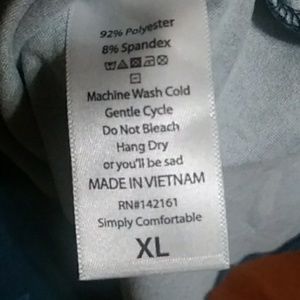 92% Polyester
8% Spandex
Machine Wash Cold
Gentle Cycle
Do Not Bleach
Hang Dry
or you'll be sad
MADE IN VIETNAM
RN#142161
Simply Comfortable
XL